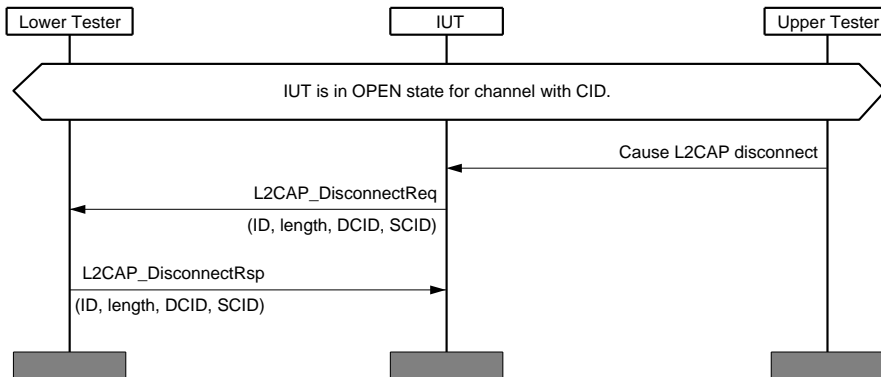 Lower Tester
IUT
Upper Tester
IUT is in OPEN state for channel with CID.
Cause L2CAP disconnect
L2CAP_DisconnectReq
(ID, length, DCID, SCID)
L2CAP_DisconnectRsp
(ID, length, DCID, SCID)